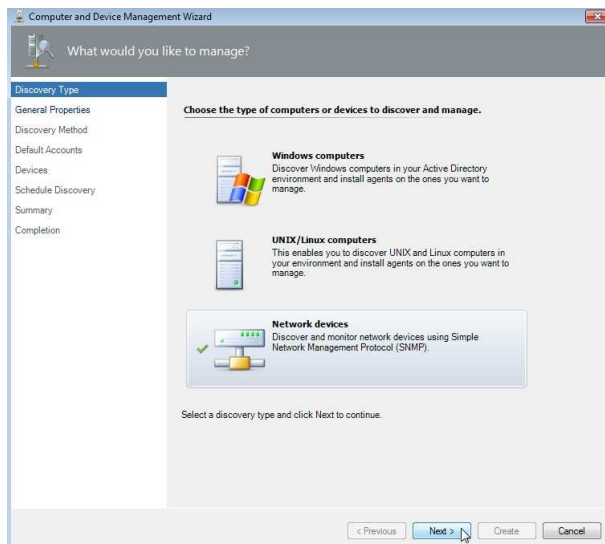 Computer and Device Management Wizard
What would you like to manage?
Discovery Type
General Properties
Discovery Method
Default Accounts
Devices
Schedule Discovery
Summary
Completion
Choose the type of computers or devices to discover and manage.
Windows computers
Discover Windows computers in your Active Directory
environment and install agents on the ones you want to
manage.
UNIX/Linux computers
This enables you to discover UNIX and Linux computers in
your environment and install agents on the ones you want to
manage.
Network devices
Discover and monitor network devices using Simple
Network Management Protocol (SNMP).
Select a discovery type and click Next to continue.
< Previous
Next >
Create
Cancel